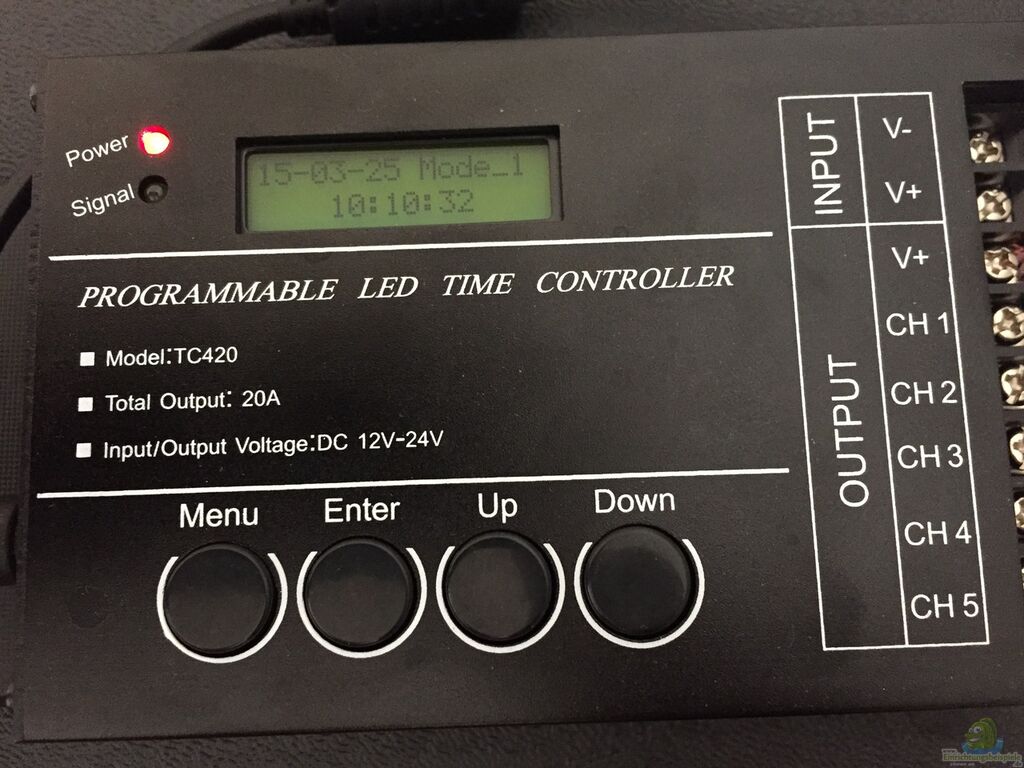 Power
Signal
15-03-25 Mode_1
10:10:32
PROGRAMMABLE LED TIME CONTROLLER
Model:TC420
Total Output: 20A
Input/Output Voltage:DC 12V-24V
Menu Enter Up Down
INPUT
V-
V+
OUTPUT
V+
CH 1
CH 2
CH 3
CH 4
CH 5
Einrichtungsbeispiele